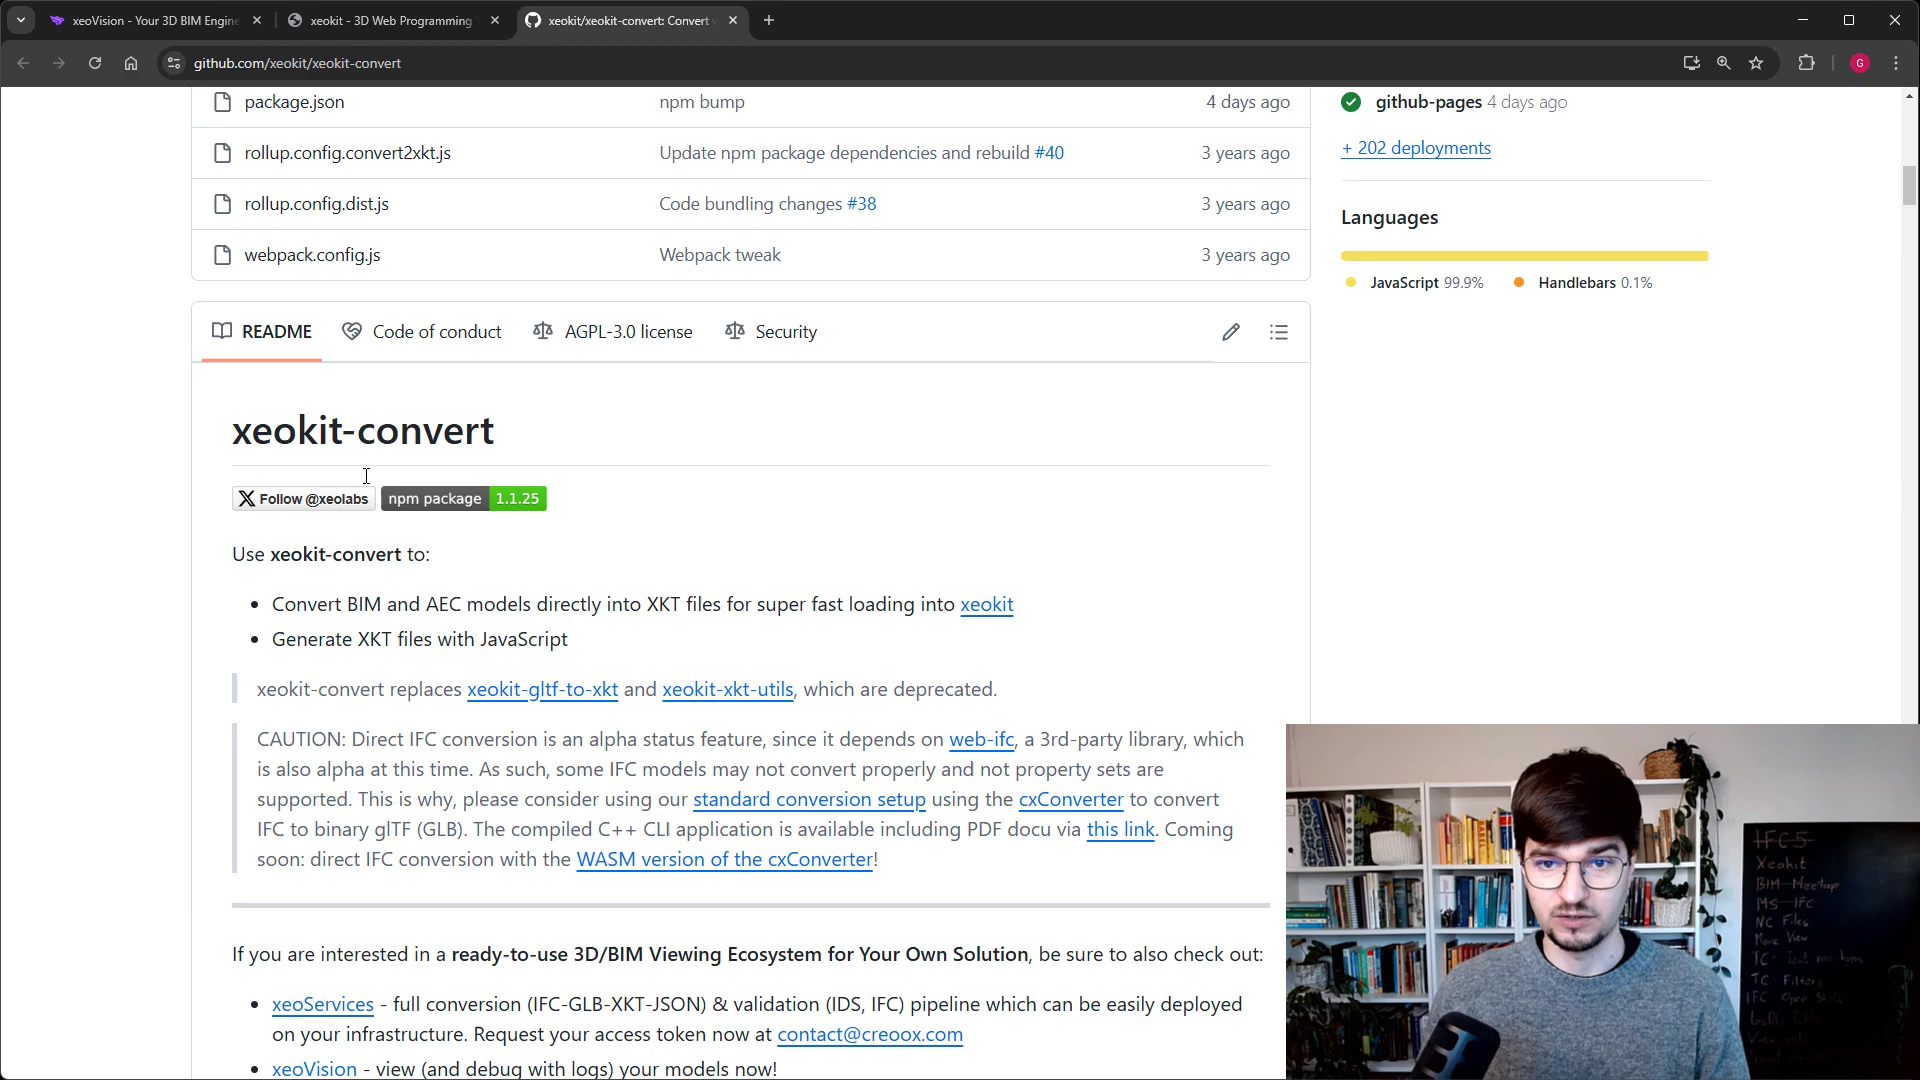 xeoVision - Your 3D BIM Engine
xeokit - 3D Web Programming
xeokit/xeokit-convert: Convert
github.com/xeokit/xeokit-convert
G
package.json npm bump 4 days ago
rollup.config.convert2xkt.js Update npm package dependencies and rebuild #40 3 years ago
rollup.config.dist.js Code bundling changes #38 3 years ago
webpack.config.js Webpack tweak 3 years ago
github-pages 4 days ago
+ 202 deployments
Languages
JavaScript 99.9% Handlebars 0.1%
README Code of conduct AGPL-3.0 license Security
xeokit-convert
Follow @xeolabs npm package 1.1.25
Use xeokit-convert to:
• Convert BIM and AEC models directly into XKT files for super fast loading into xeokit
• Generate XKT files with JavaScript
xeokit-convert replaces xeokit-gltf-to-xkt and xeokit-xkt-utils, which are deprecated.
CAUTION: Direct IFC conversion is an alpha status feature, since it depends on web-ifc, a 3rd-party library, which
is also alpha at this time. As such, some IFC models may not convert properly and not property sets are
supported. This is why, please consider using our standard conversion setup using the cxConverter to convert
IFC to binary glTF (GLB). The compiled C++ CLI application is available including PDF docu via this link. Coming
soon: direct IFC conversion with the WASM version of the cxConverter!
If you are interested in a ready-to-use 3D/BIM Viewing Ecosystem for Your Own Solution, be sure to also check out:
• xeoServices - full conversion (IFC-GLB-XKT-JSON) & validation (IDS, IFC) pipeline which can be easily deployed
on your infrastructure. Request your access token now at contact@creoox.com
• xeoVision - view (and debug with logs) your models now!
IFC5
Xeokit
BIM Meetup
MS IFC
NC Files
TC: Filters